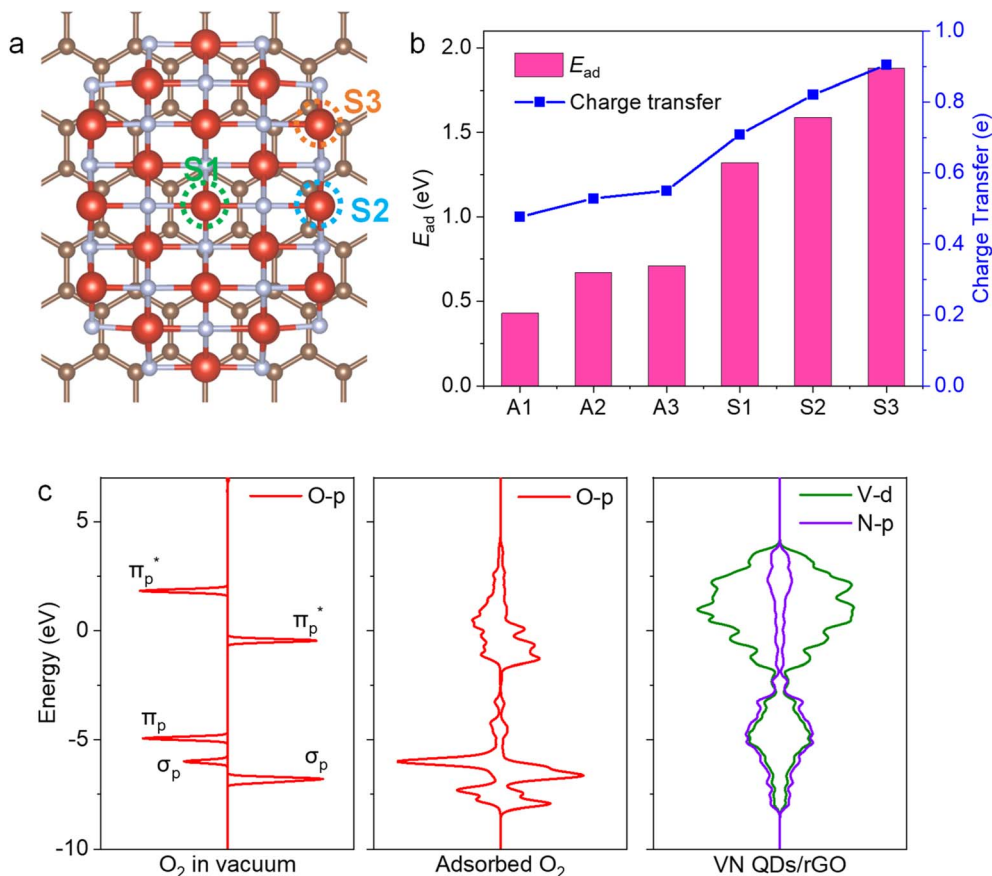 a
S3
S1
S2
b
2.0
1.5
1.0
0.5
0.0
E_ad (eV)
E_ad
Charge transfer
1.0
0.8
0.6
0.4
0.2
0.0
Charge Transfer (e)
A1 A2 A3 S1 S2 S3
c
Energy (eV)
5
0
-5
-10
O-p
π_p^*
π_p^*
π_p
σ_p
σ_p
O₂ in vacuum
O-p
Adsorbed O₂
V-d
N-p
VN QDs/rGO